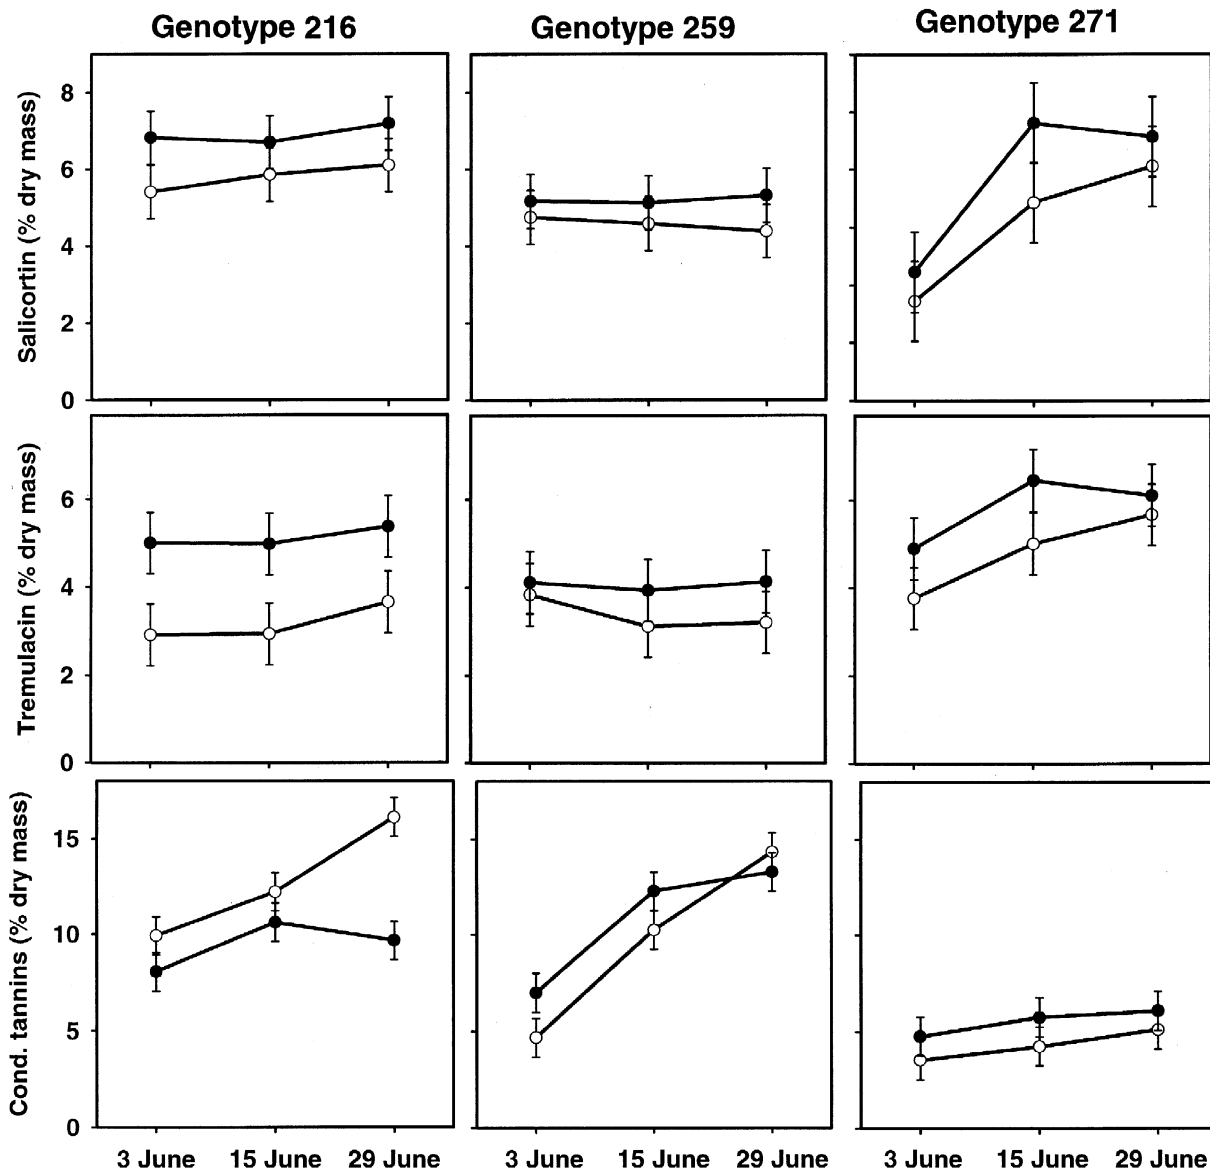 Genotype 216
Genotype 259
Genotype 271
Salicortin (% dry mass)
8
6
4
2
0
Tremulacin (% dry mass)
6
4
2
0
Cond. tannins (% dry mass)
15
10
5
0
3 June 15 June 29 June
3 June 15 June 29 June
3 June 15 June 29 June